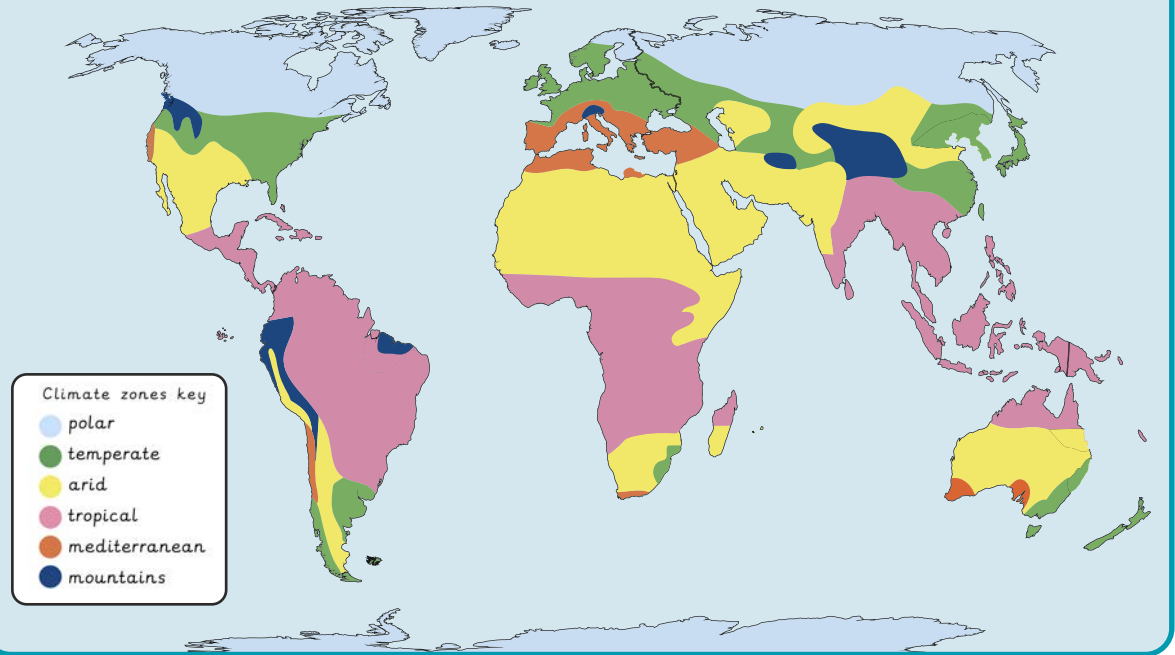 Climate zones key
polar
temperate
arid
tropical
mediterranean
mountains